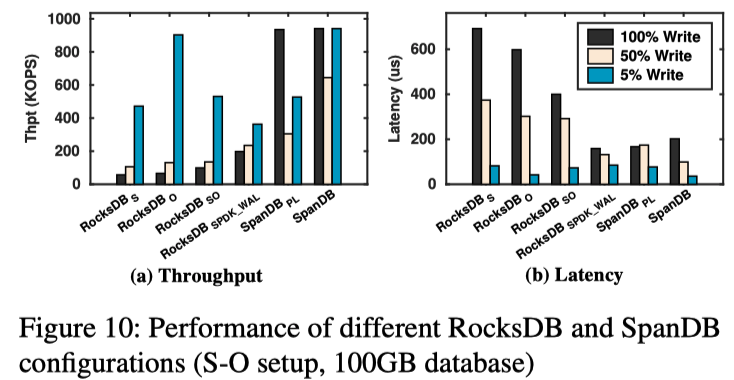 1000
800
600
400
200
0
Thpt (KOPS)
RocksDB S
RocksDB O
RocksDB SO
RocksDB SPDK_WAL
SpanDB PL
SpanDB
(a) Throughput
600
400
200
0
Latency (us)
100% Write
50% Write
5% Write
RocksDB S
RocksDB O
RocksDB SO
RocksDB SPDK_WAL
SpanDB PL
SpanDB
(b) Latency
Figure 10: Performance of different RocksDB and SpanDB
configurations (S-O setup, 100GB database)